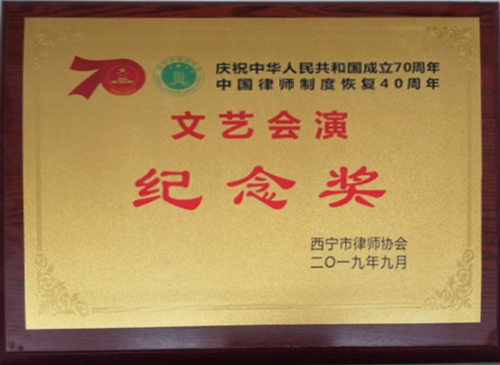 70
庆祝中华人民共和国成立70周年
中国律师制度恢复40周年
文艺会演
纪念奖
西宁市律师协会
二〇一九年九月